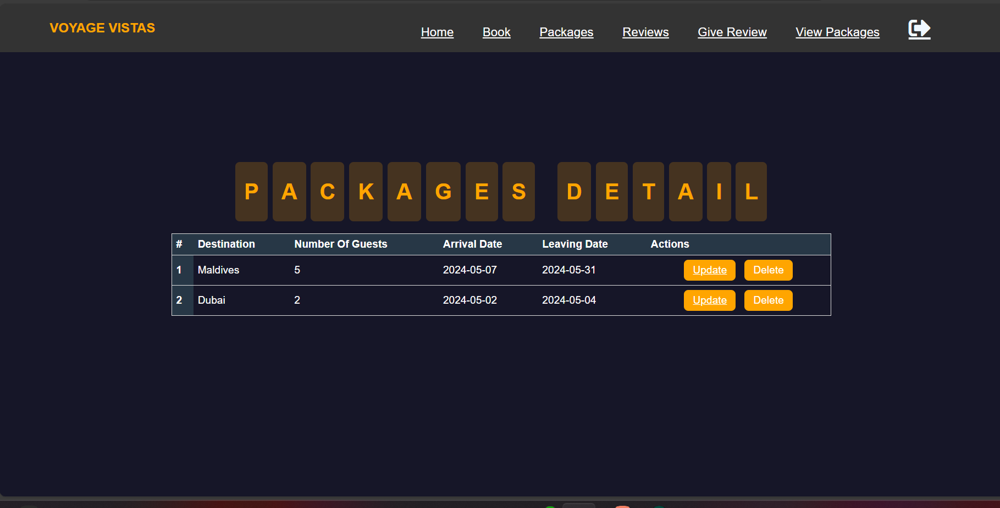 VOYAGE VISTAS
Home Book Packages Reviews Give Review View Packages
PACKAGES DETAIL
# Destination Number Of Guests Arrival Date Leaving Date Actions
1 Maldives 5 2024-05-07 2024-05-31 Update Delete
2 Dubai 2 2024-05-02 2024-05-04 Update Delete